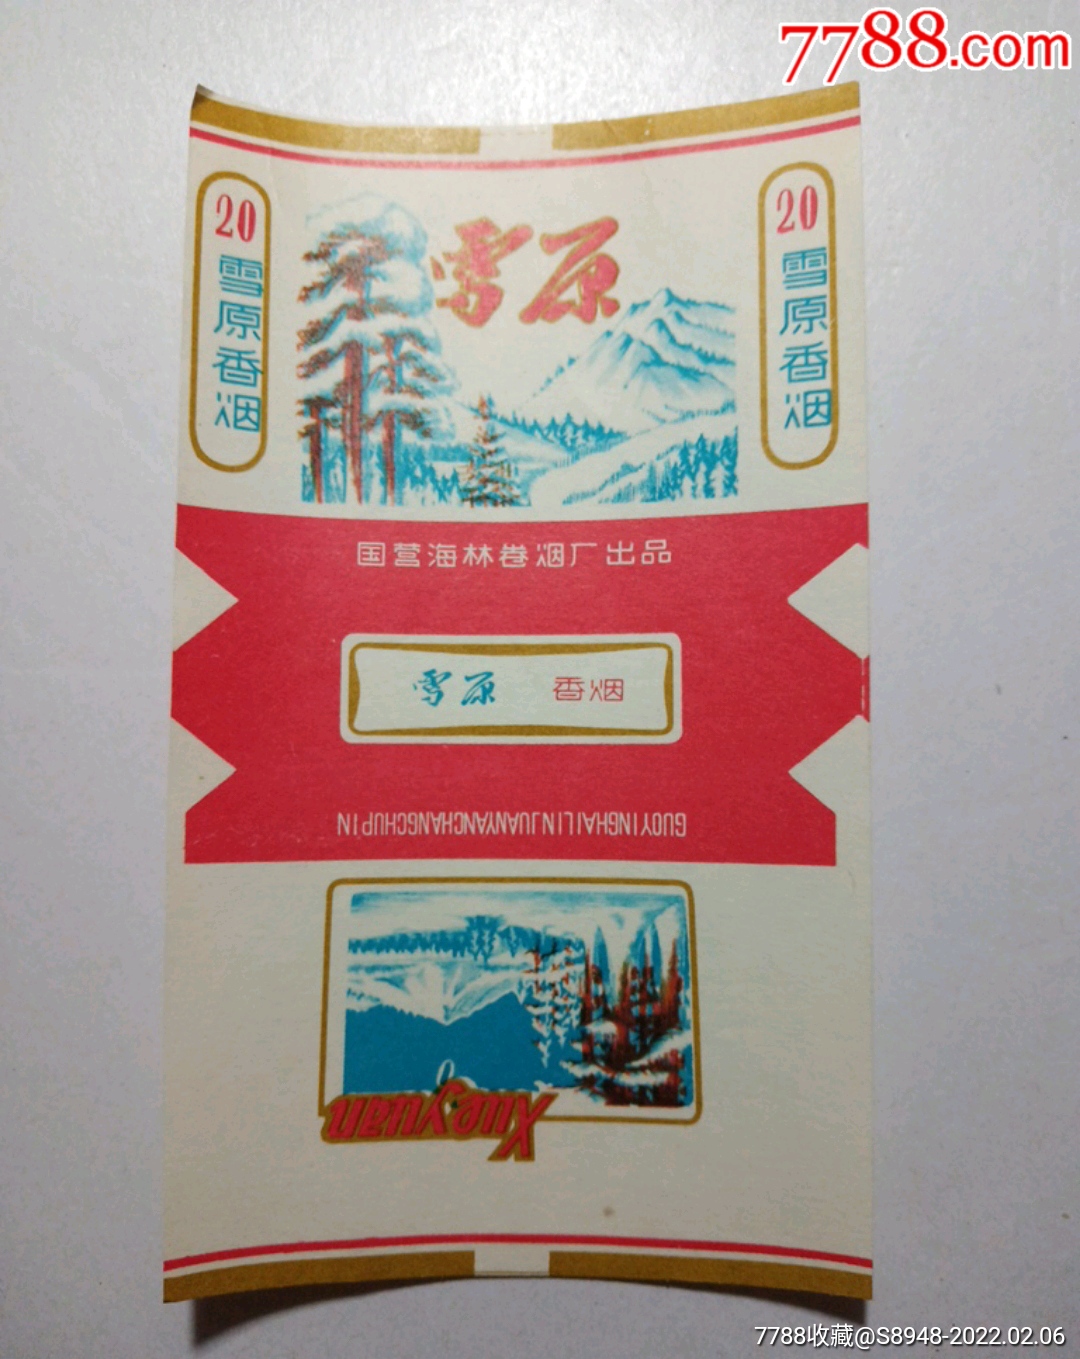 7788.com
20
雪原香烟
雪原
20
雪原香烟
国营海林卷烟厂出品
雪原 香烟
GUOYINGHAILINJUANYANCHANGCHUPIN
Xueyuan
7788收藏@S8948-2022.02.06